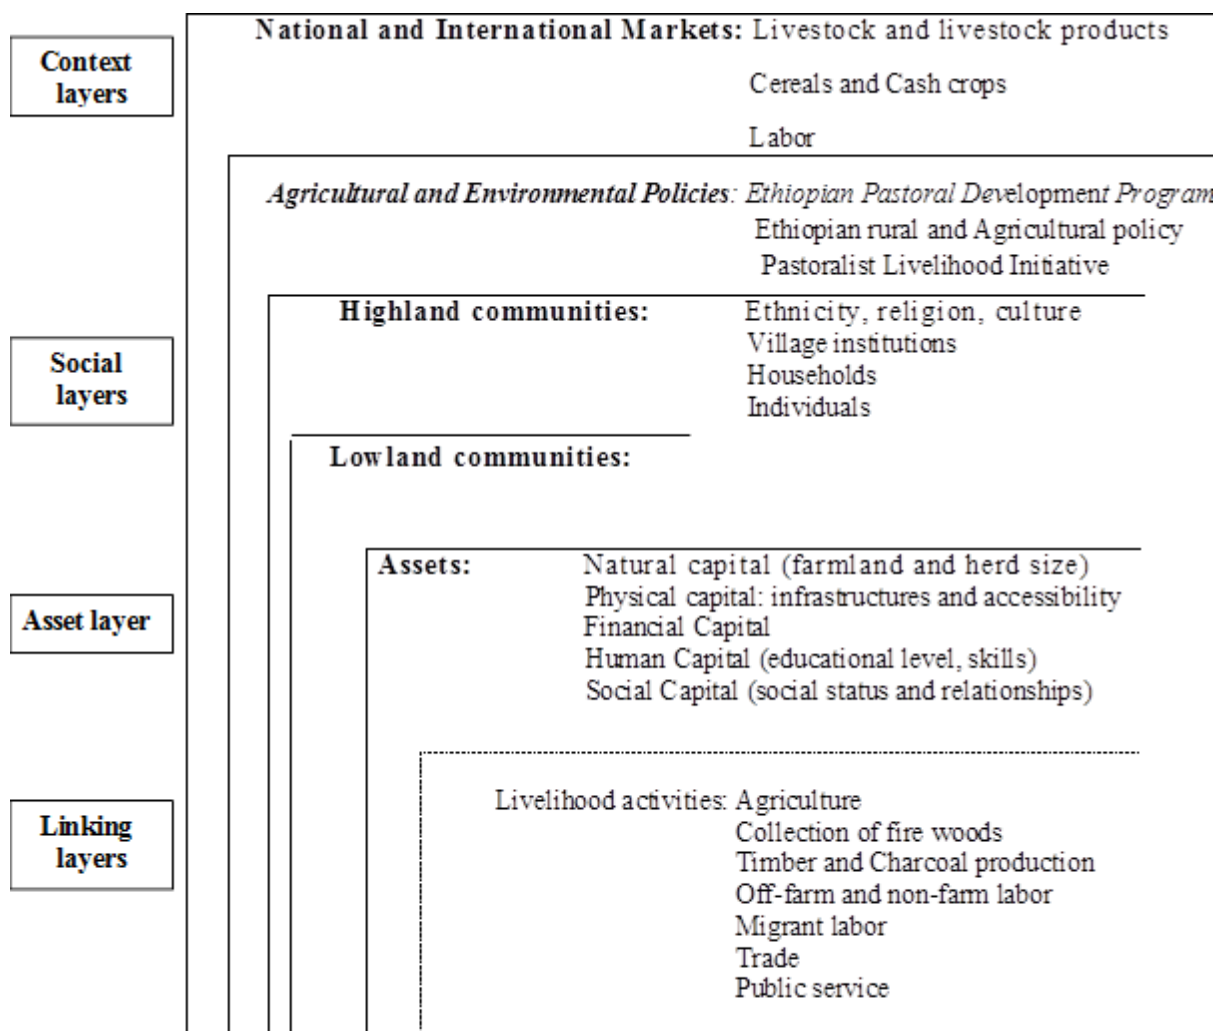 National and International Markets: Livestock and livestock products
Context
layers
Cereals and Cash crops
Labor
Agricultural and Environmental Policies: Ethiopian Pastoral Development Program
Ethiopian rural and Agricultural policy
Pastoralist Livelihood Initiative
Highland communities: Ethnicity, religion, culture
Village institutions
Social
layers
Households
Individuals
Lowland communities:
Assets: Natural capital (farmland and herd size)
Physical capital: infrastructures and accessibility
Asset layer
Financial Capital
Human Capital (educational level, skills)
Social Capital (social status and relationships)
Livelihood activities: Agriculture
Linking
layers
Collection of fire woods
Timber and Charcoal production
Off-farm and non-farm labor
Migrant labor
Trade
Public service